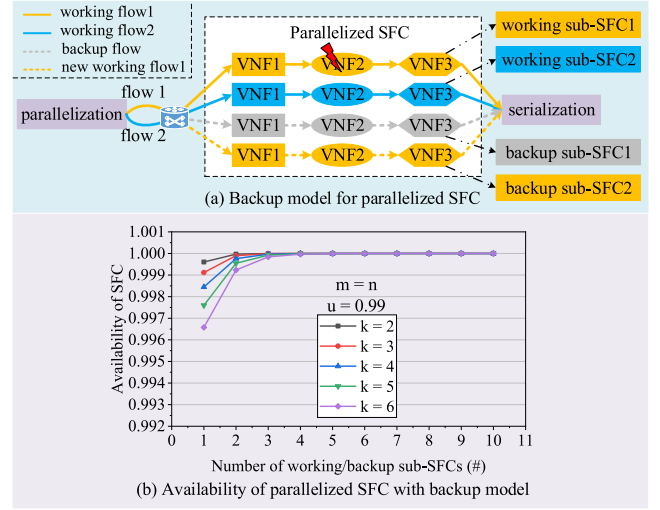 working flow1
working flow2
backup flow
new working flow1
Parallelized SFC
working sub-SFC1
VNF1 VNF2 VNF3
working sub-SFC2
flow 1
VNF1 VNF2 VNF3
parallelization
serialization
flow 2
VNF1 VNF2 VNF3
backup sub-SFC1
VNF1 VNF2 VNF3
backup sub-SFC2
(a) Backup model for parallelized SFC
1.001
1.000
0.999
0.998
0.997
0.996
0.995
0.994
0.993
0.992
Availability of SFC
m = n
u = 0.99
k = 2
k = 3
k = 4
k = 5
k = 6
0 1 2 3 4 5 6 7 8 9 10 11
Number of working/backup sub-SFCs (#)
(b) Availability of parallelized SFC with backup model